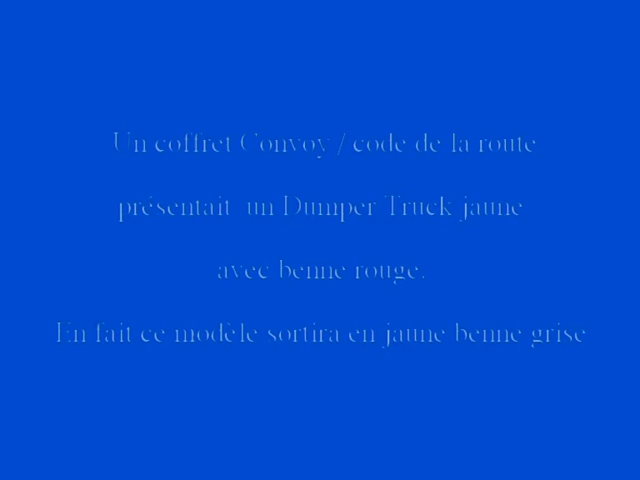 Un coffret Convoy / code de la route
présentait un Dumper Truck jaune
avec benne rouge.
En fait ce modèle sortira en jaune benne grise